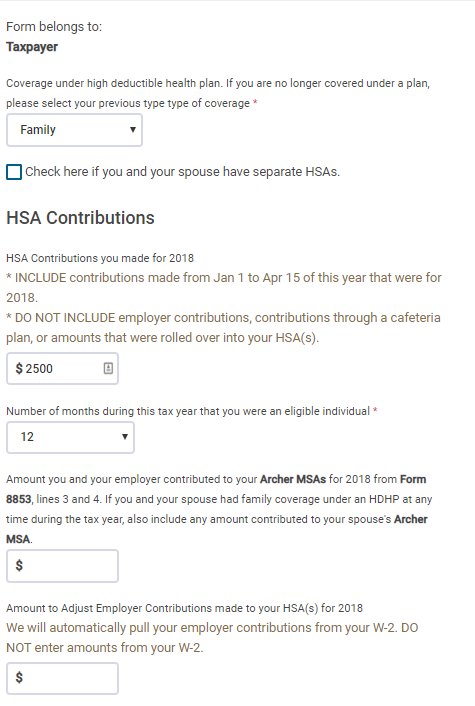 Form belongs to:
Taxpayer
Coverage under high deductible health plan. If you are no longer covered under a plan,
please select your previous type type of coverage *
Family
Check here if you and your spouse have separate HSAs.
HSA Contributions
HSA Contributions you made for 2018
* INCLUDE contributions made from Jan 1 to Apr 15 of this year that were for
2018.
* DO NOT INCLUDE employer contributions, contributions through a cafeteria
plan, or amounts that were rolled over into your HSA(s).
$ 2500
Number of months during this tax year that you were an eligible individual *
12
Amount you and your employer contributed to your Archer MSAs for 2018 from Form
8853, lines 3 and 4. If you and your spouse had family coverage under an HDHP at any
time during the tax year, also include any amount contributed to your spouse's Archer
MSA.
$
Amount to Adjust Employer Contributions made to your HSA(s) for 2018
We will automatically pull your employer contributions from your W-2. DO
NOT enter amounts from your W-2.
$